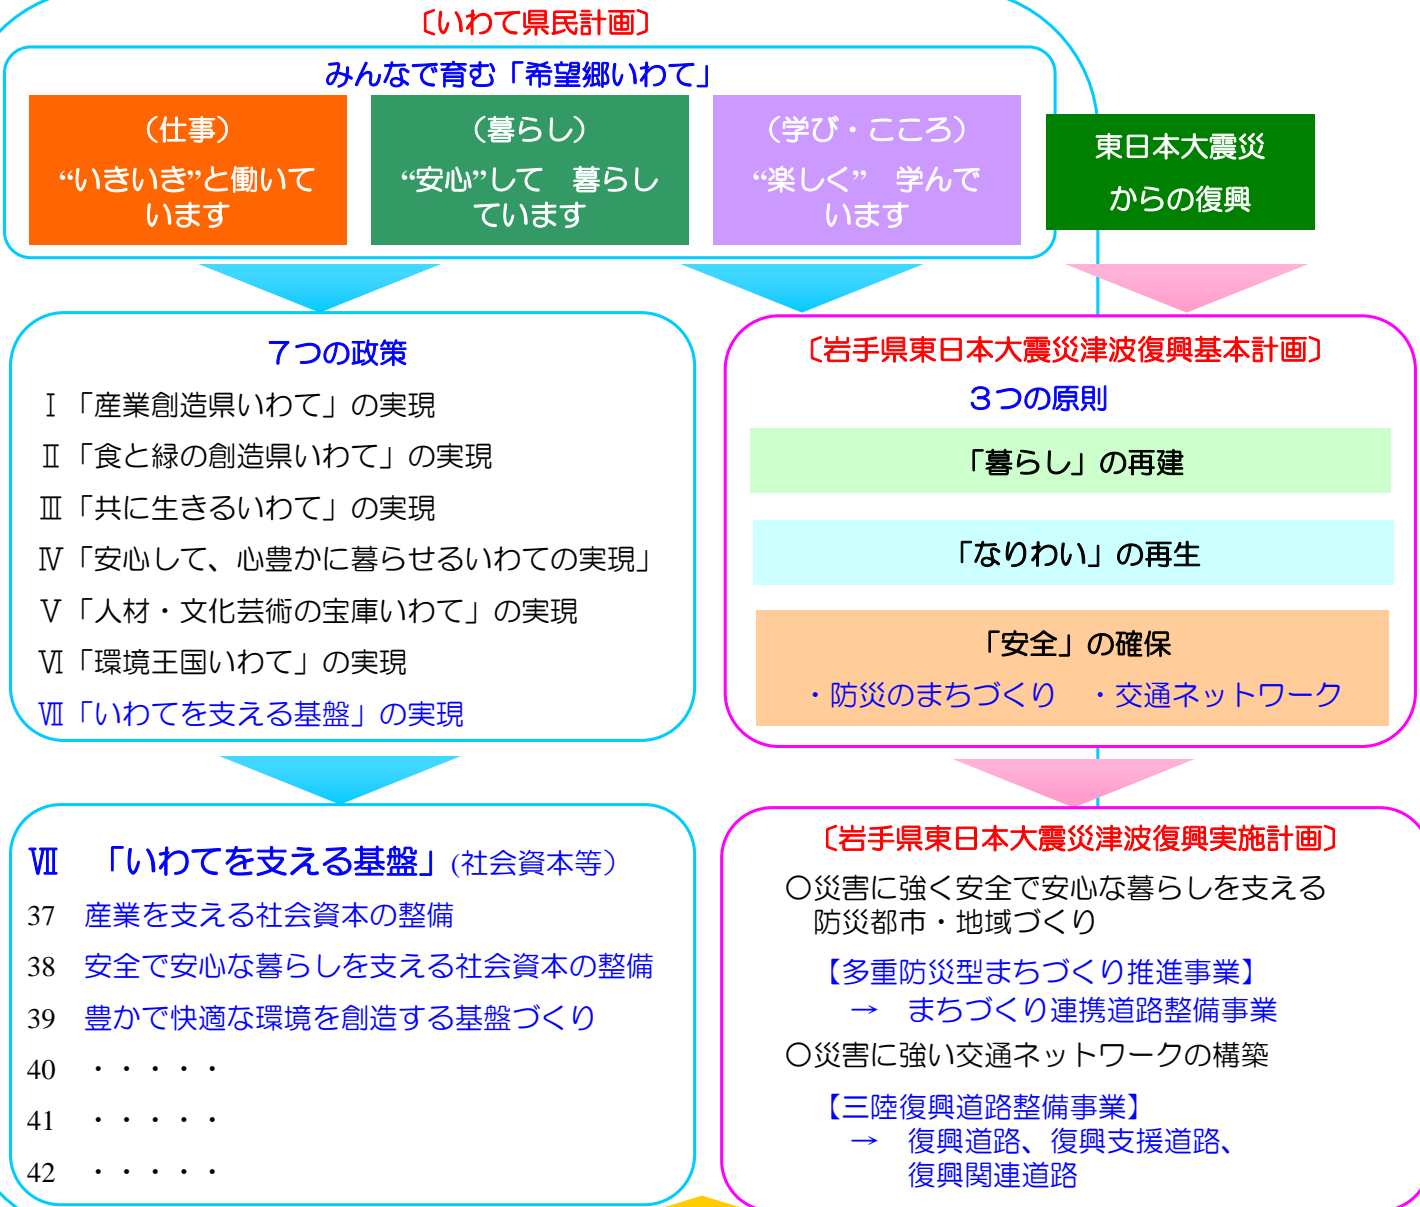 〔いわて県民計画〕
みんなで育む「希望郷いわて」
（仕事）
“いきいき”と働いて
います
（暮らし）
“安心”して　暮らし
ています
（学び・こころ）
“楽しく”　学んで
います
東日本大震災
からの復興
７つの政策
Ⅰ「産業創造県いわて」の実現
Ⅱ「食と緑の創造県いわて」の実現
Ⅲ「共に生きるいわて」の実現
Ⅳ「安心して、心豊かに暮らせるいわての実現」
Ⅴ「人材・文化芸術の宝庫いわて」の実現
Ⅵ「環境王国いわて」の実現
Ⅶ「いわてを支える基盤」の実現
〔岩手県東日本大震災津波復興基本計画〕
３つの原則
「暮らし」の再建
「なりわい」の再生
「安全」の確保
・防災のまちづくり　・交通ネットワーク
Ⅶ　「いわてを支える基盤」(社会資本等）
37　産業を支える社会資本の整備
38　安全で安心な暮らしを支える社会資本の整備
39　豊かで快適な環境を創造する基盤づくり
40　・・・・・
41　・・・・・
42　・・・・・
〔岩手県東日本大震災津波復興実施計画〕
〇災害に強く安全で安心な暮らしを支える
防災都市・地域づくり
【多重防災型まちづくり推進事業】
→　まちづくり連携道路整備事業
〇災害に強い交通ネットワークの構築
【三陸復興道路整備事業】
→　復興道路、復興支援道路、
復興関連道路